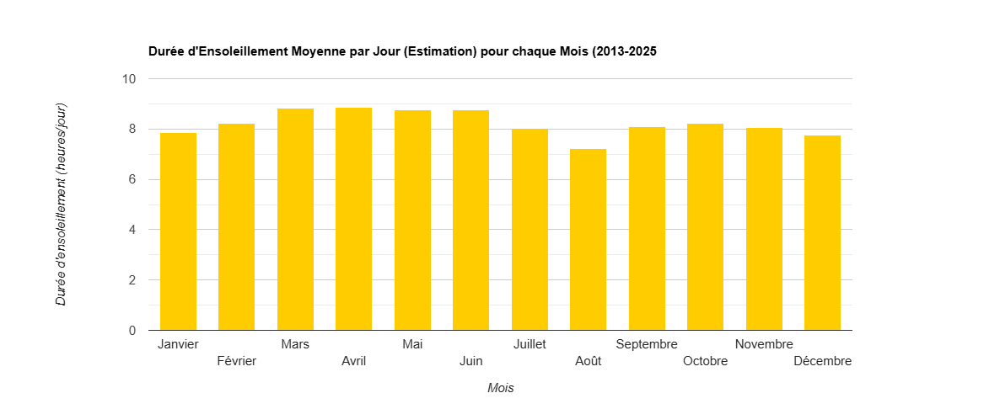 Durée d'Ensoleillement Moyenne par Jour (Estimation) pour chaque Mois (2013-2025
Durée d'ensoleillement (heures/jour)
10
8
6
4
2
0
Janvier
Février
Mars
Avril
Mai
Juin
Juillet
Août
Septembre
Octobre
Novembre
Décembre
Mois